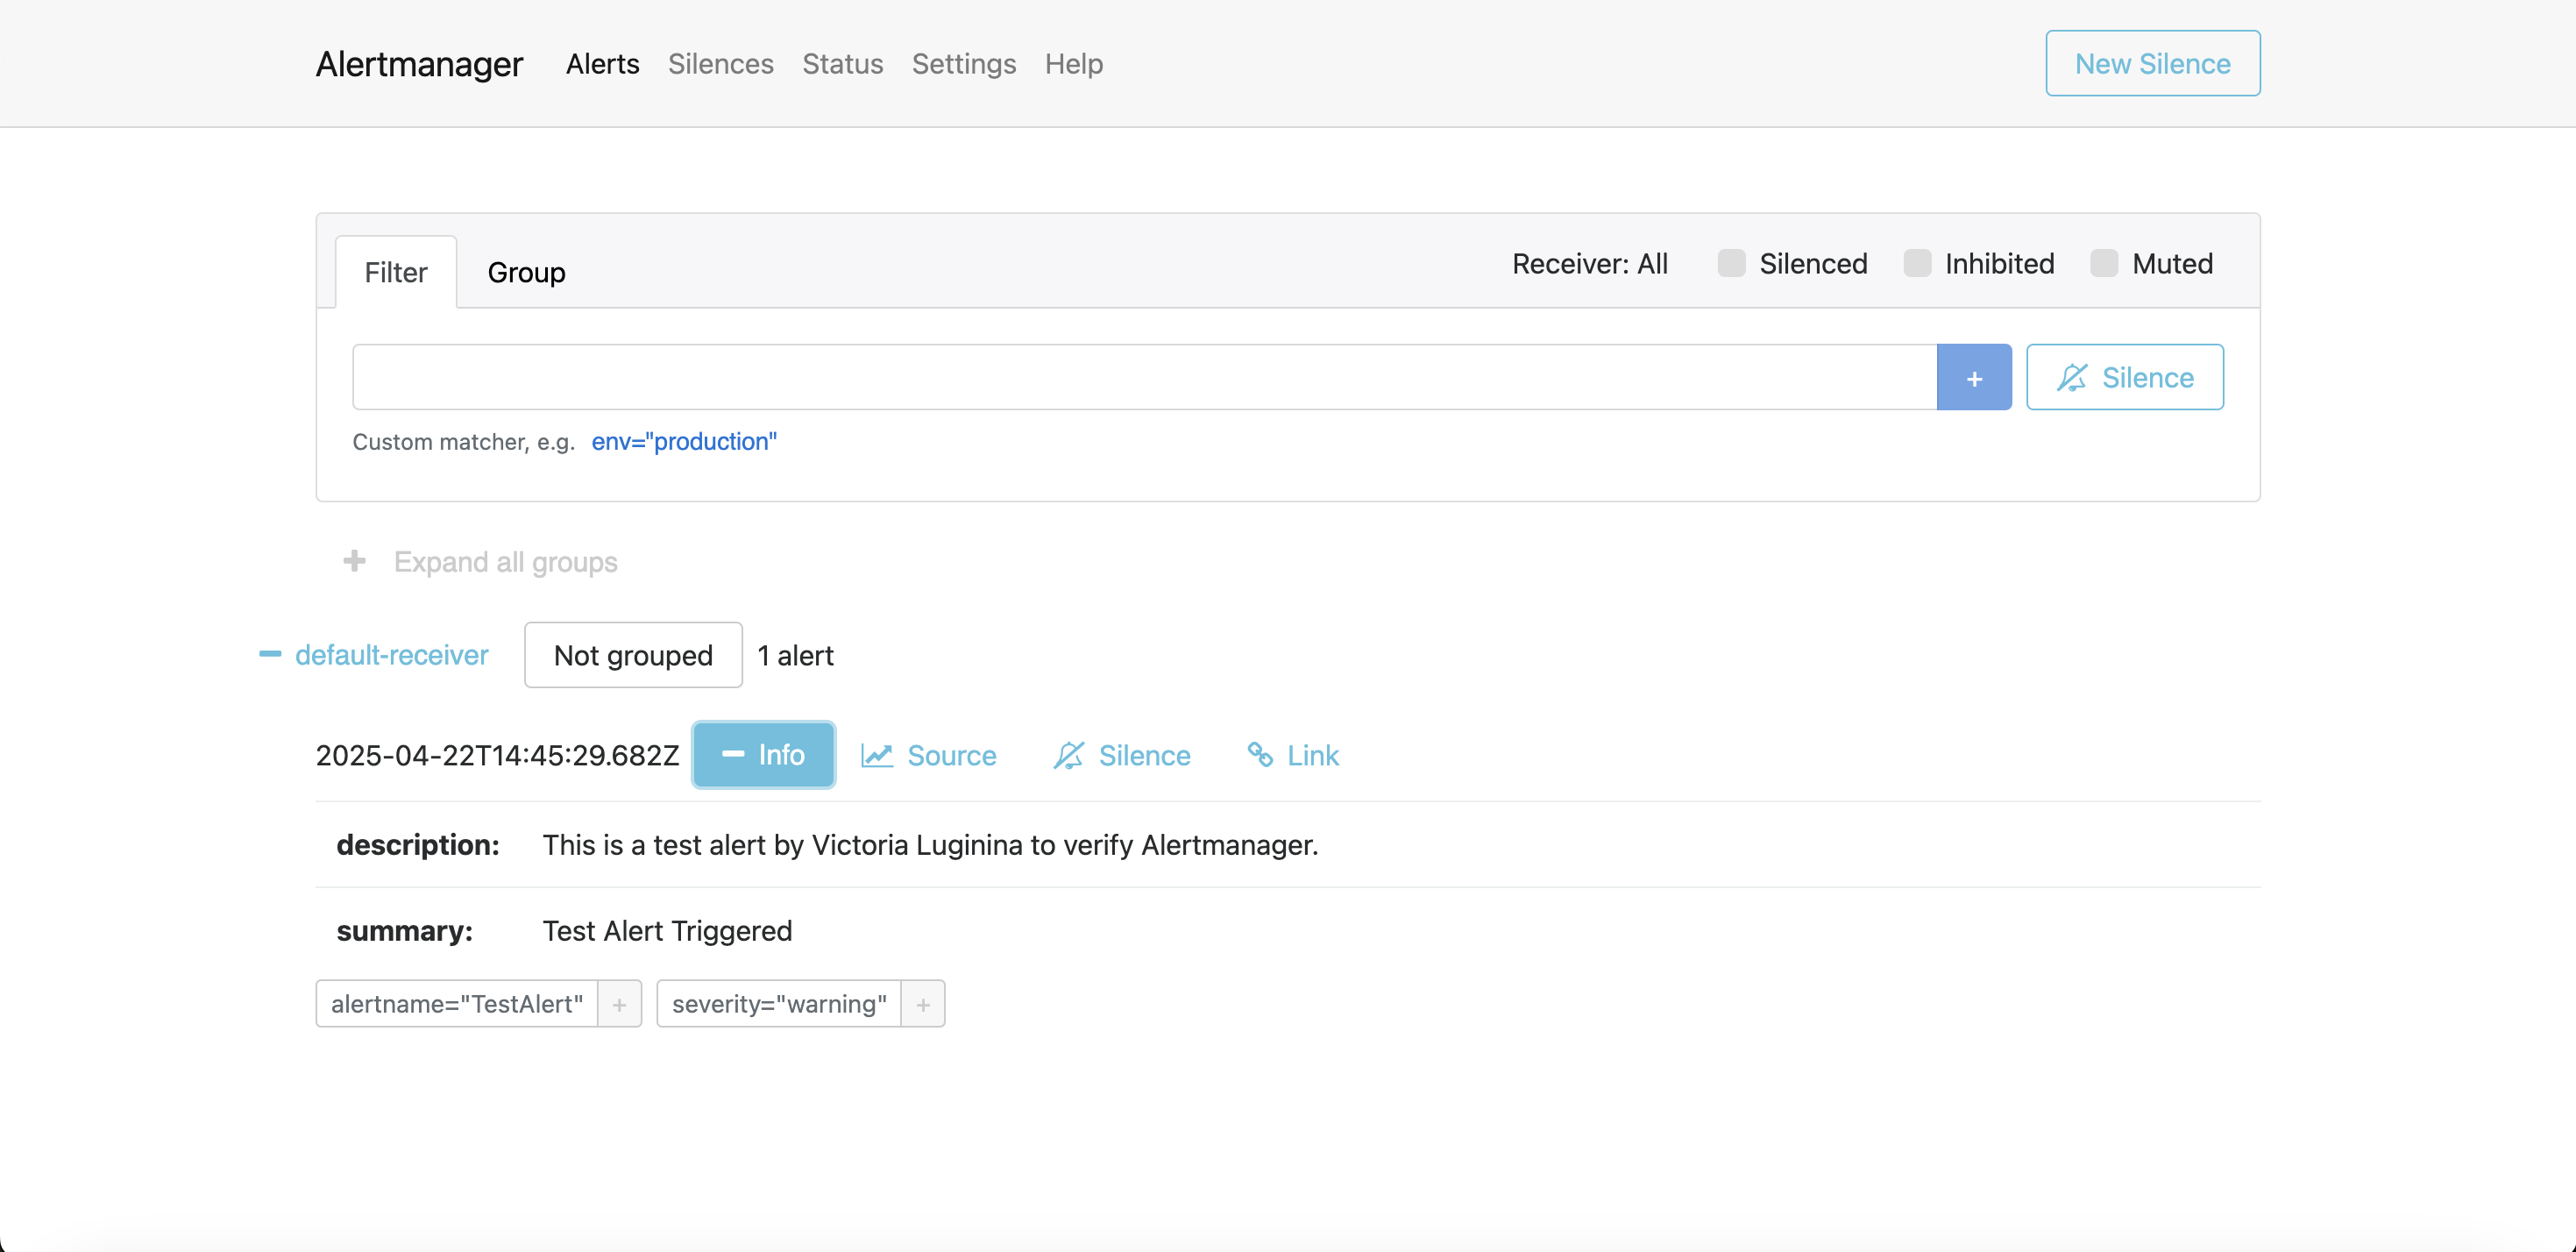 Alertmanager Alerts Silences Status Settings Help New Silence
Filter Group Receiver: All Silenced Inhibited Muted
+ Silence
Custom matcher, e.g. env="production"
+ Expand all groups
default-receiver Not grouped 1 alert
2025-04-22T14:45:29.682Z Info Source Silence Link
description: This is a test alert by Victoria Luginina to verify Alertmanager.
summary: Test Alert Triggered
alertname="TestAlert" + severity="warning" +